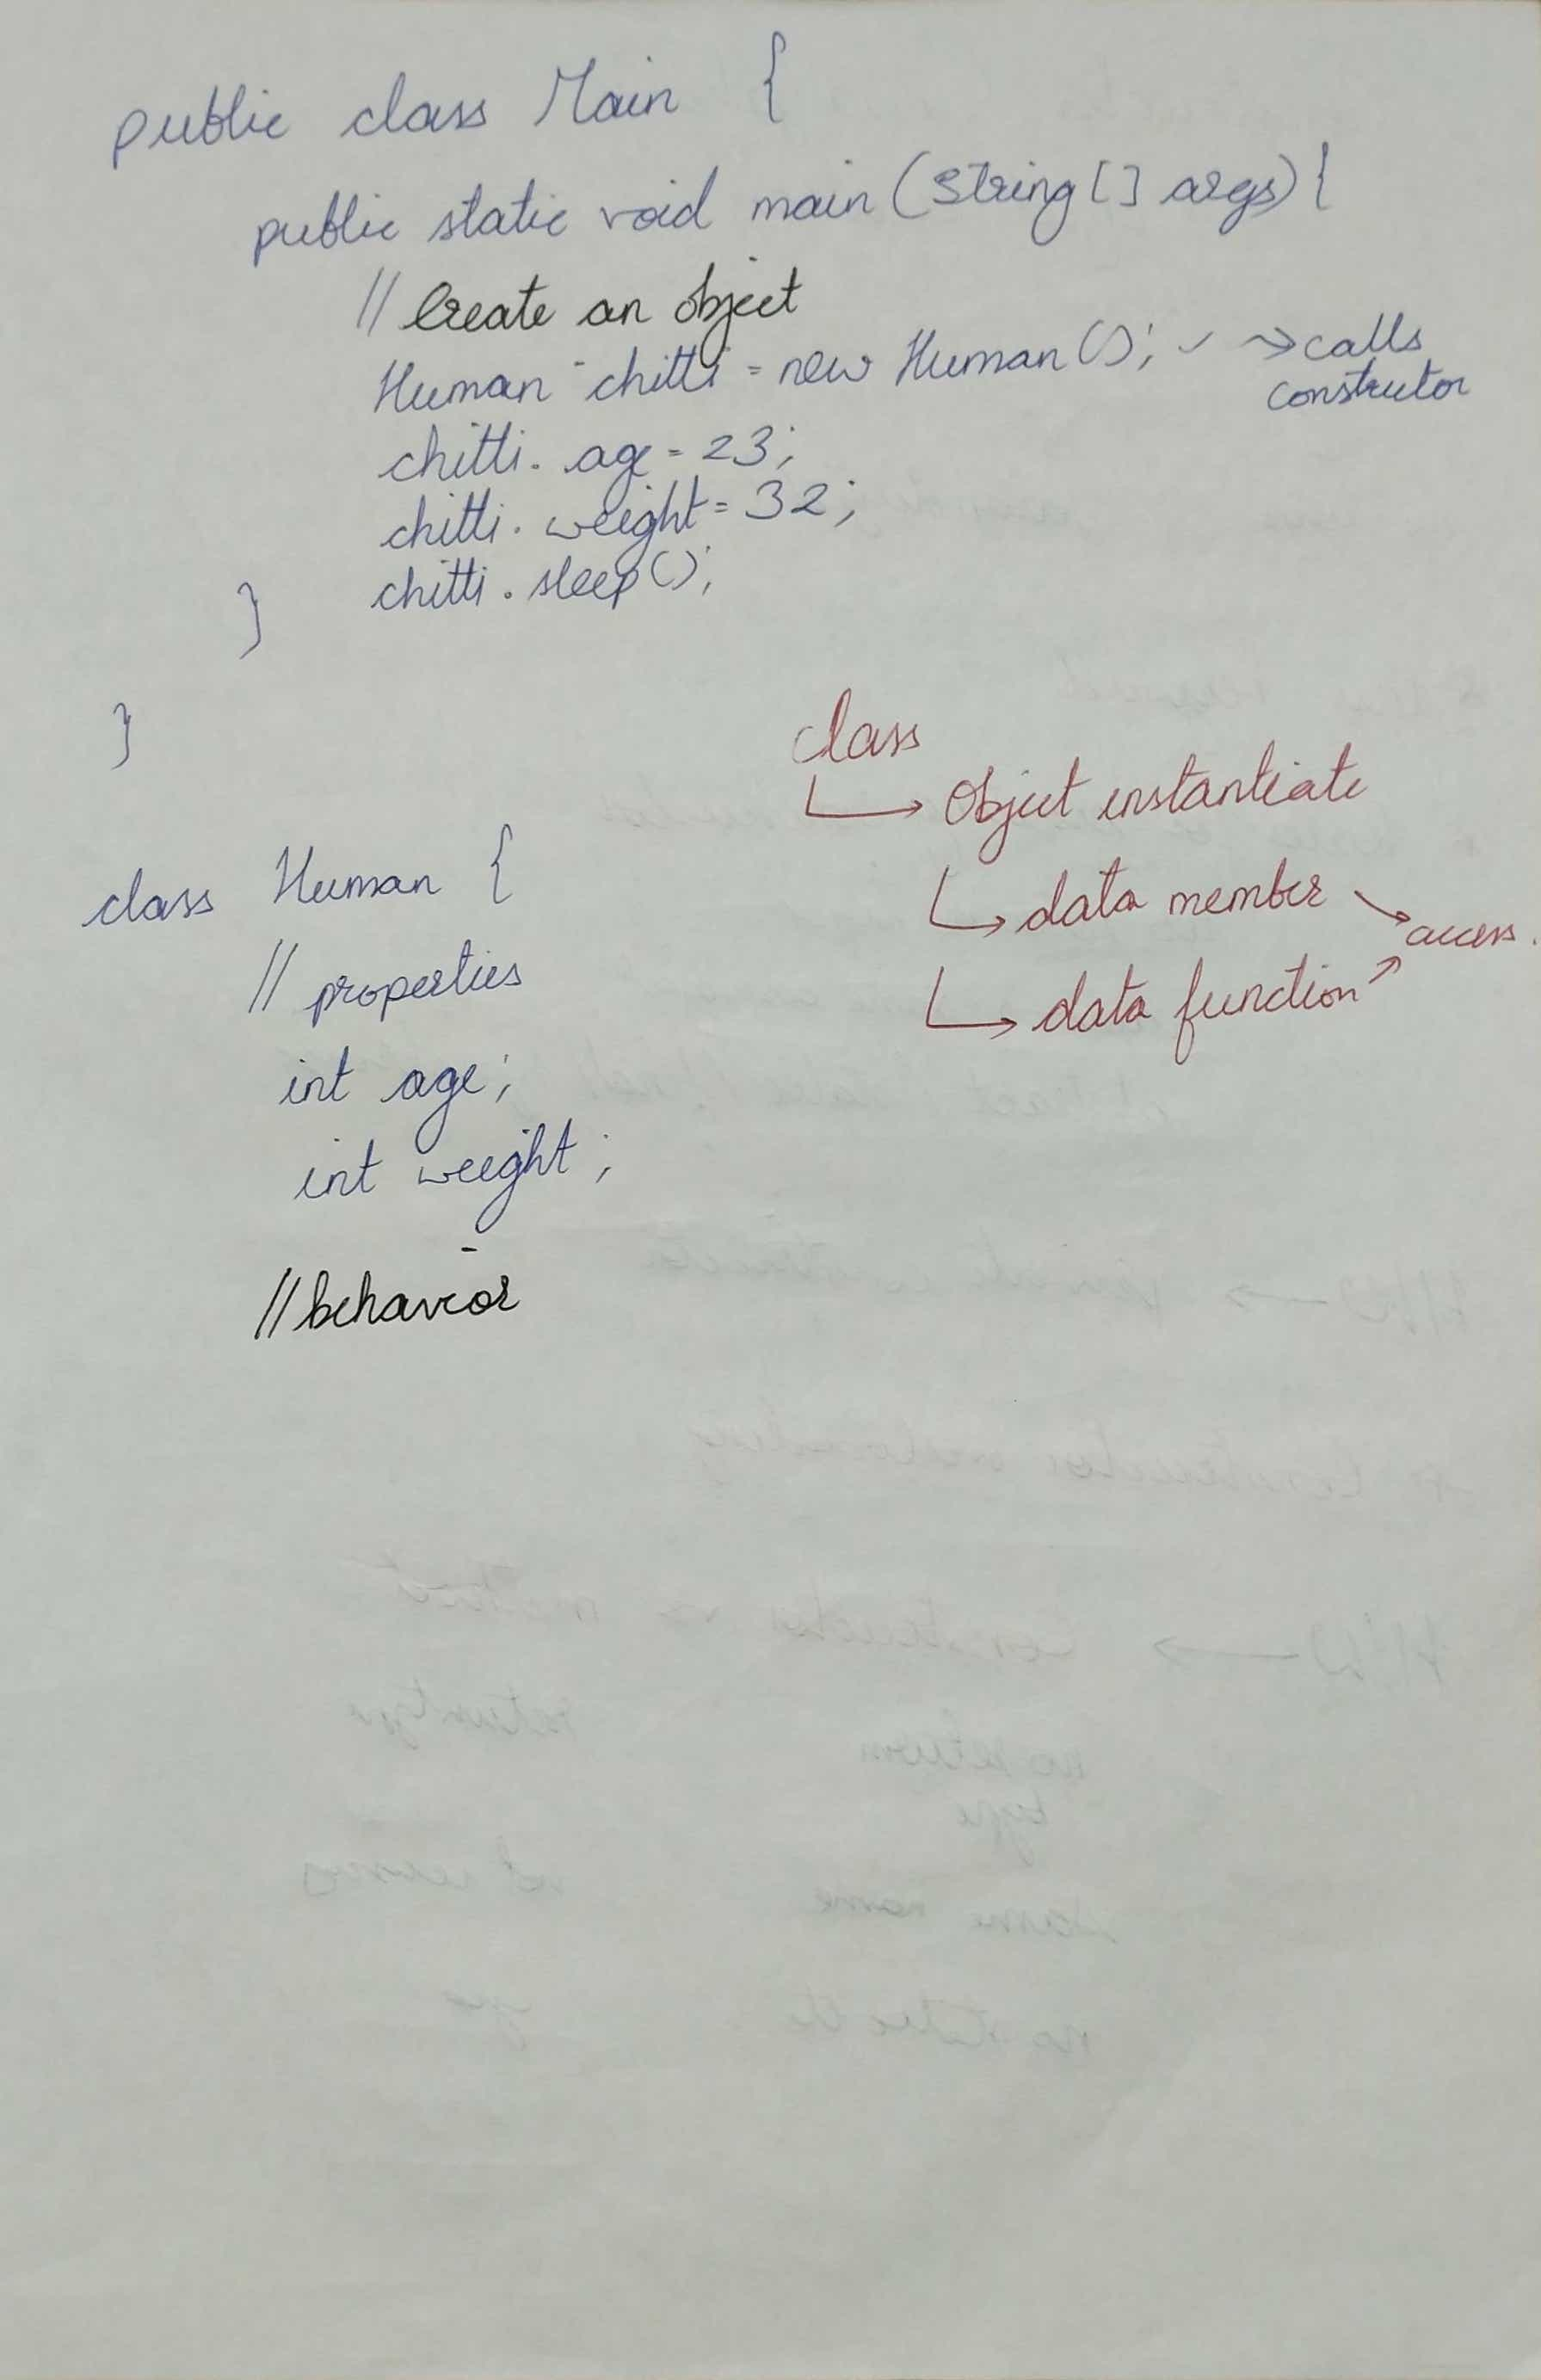 public class Main {
public static void main (String [] args) {
// Create an object
Human chitti = new Human (); ✓ → calls
constructor
chitti. age = 23;
chitti. weight = 32;
chitti. sleep ();
}
}
class
↳ Object instantiate
↳ data member ↘
access.
↳ data function ↗
class Human {
// properties
int age;
int weight;
// behavior